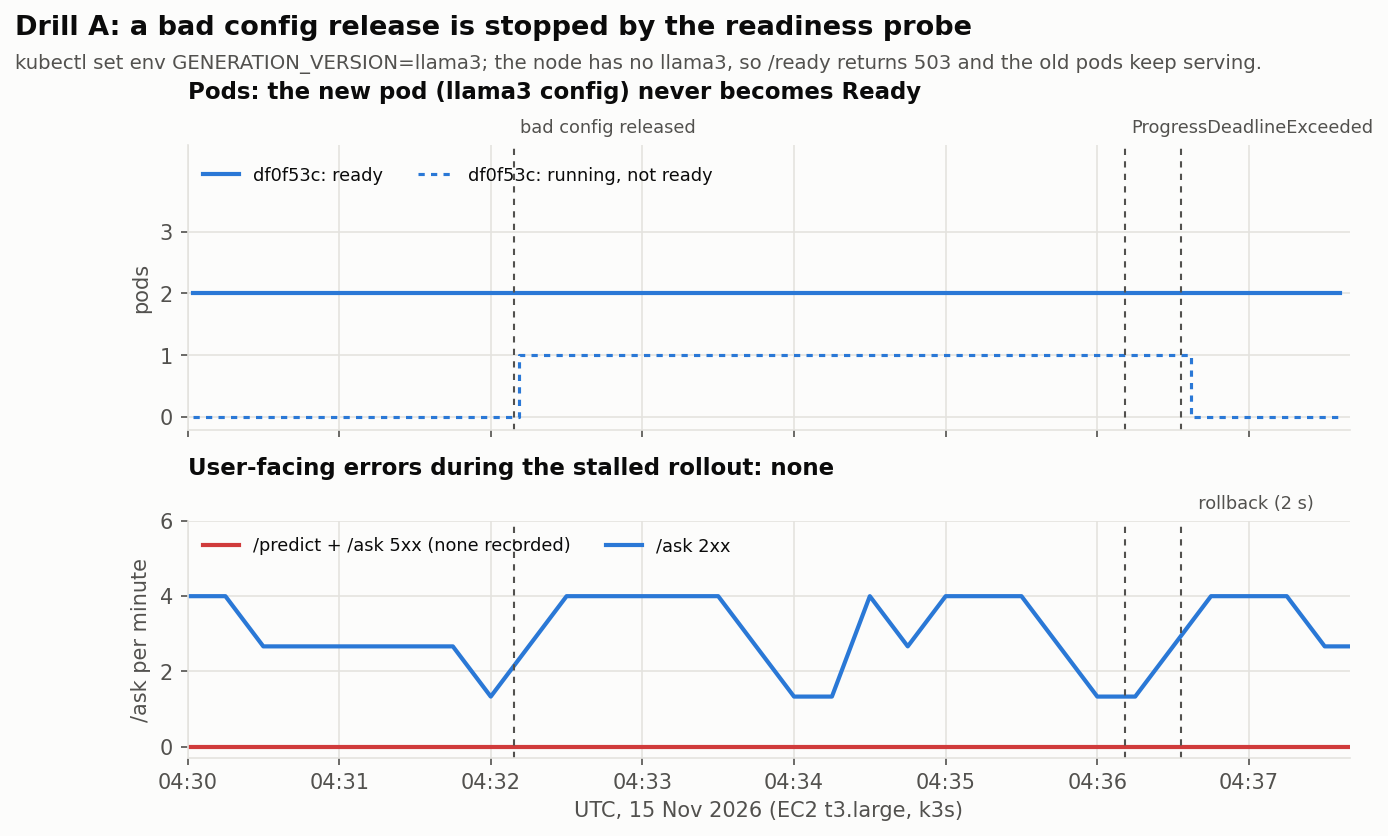 Drill A: a bad config release is stopped by the readiness probe
kubectl set env GENERATION_VERSION=llama3; the node has no llama3, so /ready returns 503 and the old pods keep serving.
Pods: the new pod (llama3 config) never becomes Ready
bad config released
ProgressDeadlineExceeded
df0f53c: ready
df0f53c: running, not ready
3
2
1
0
pods
User-facing errors during the stalled rollout: none
rollback (2 s)
/predict + /ask 5xx (none recorded)
/ask 2xx
6
4
2
0
/ask per minute
04:30
04:31
04:32
04:33
04:34
04:35
04:36
04:37
UTC, 15 Nov 2026 (EC2 t3.large, k3s)